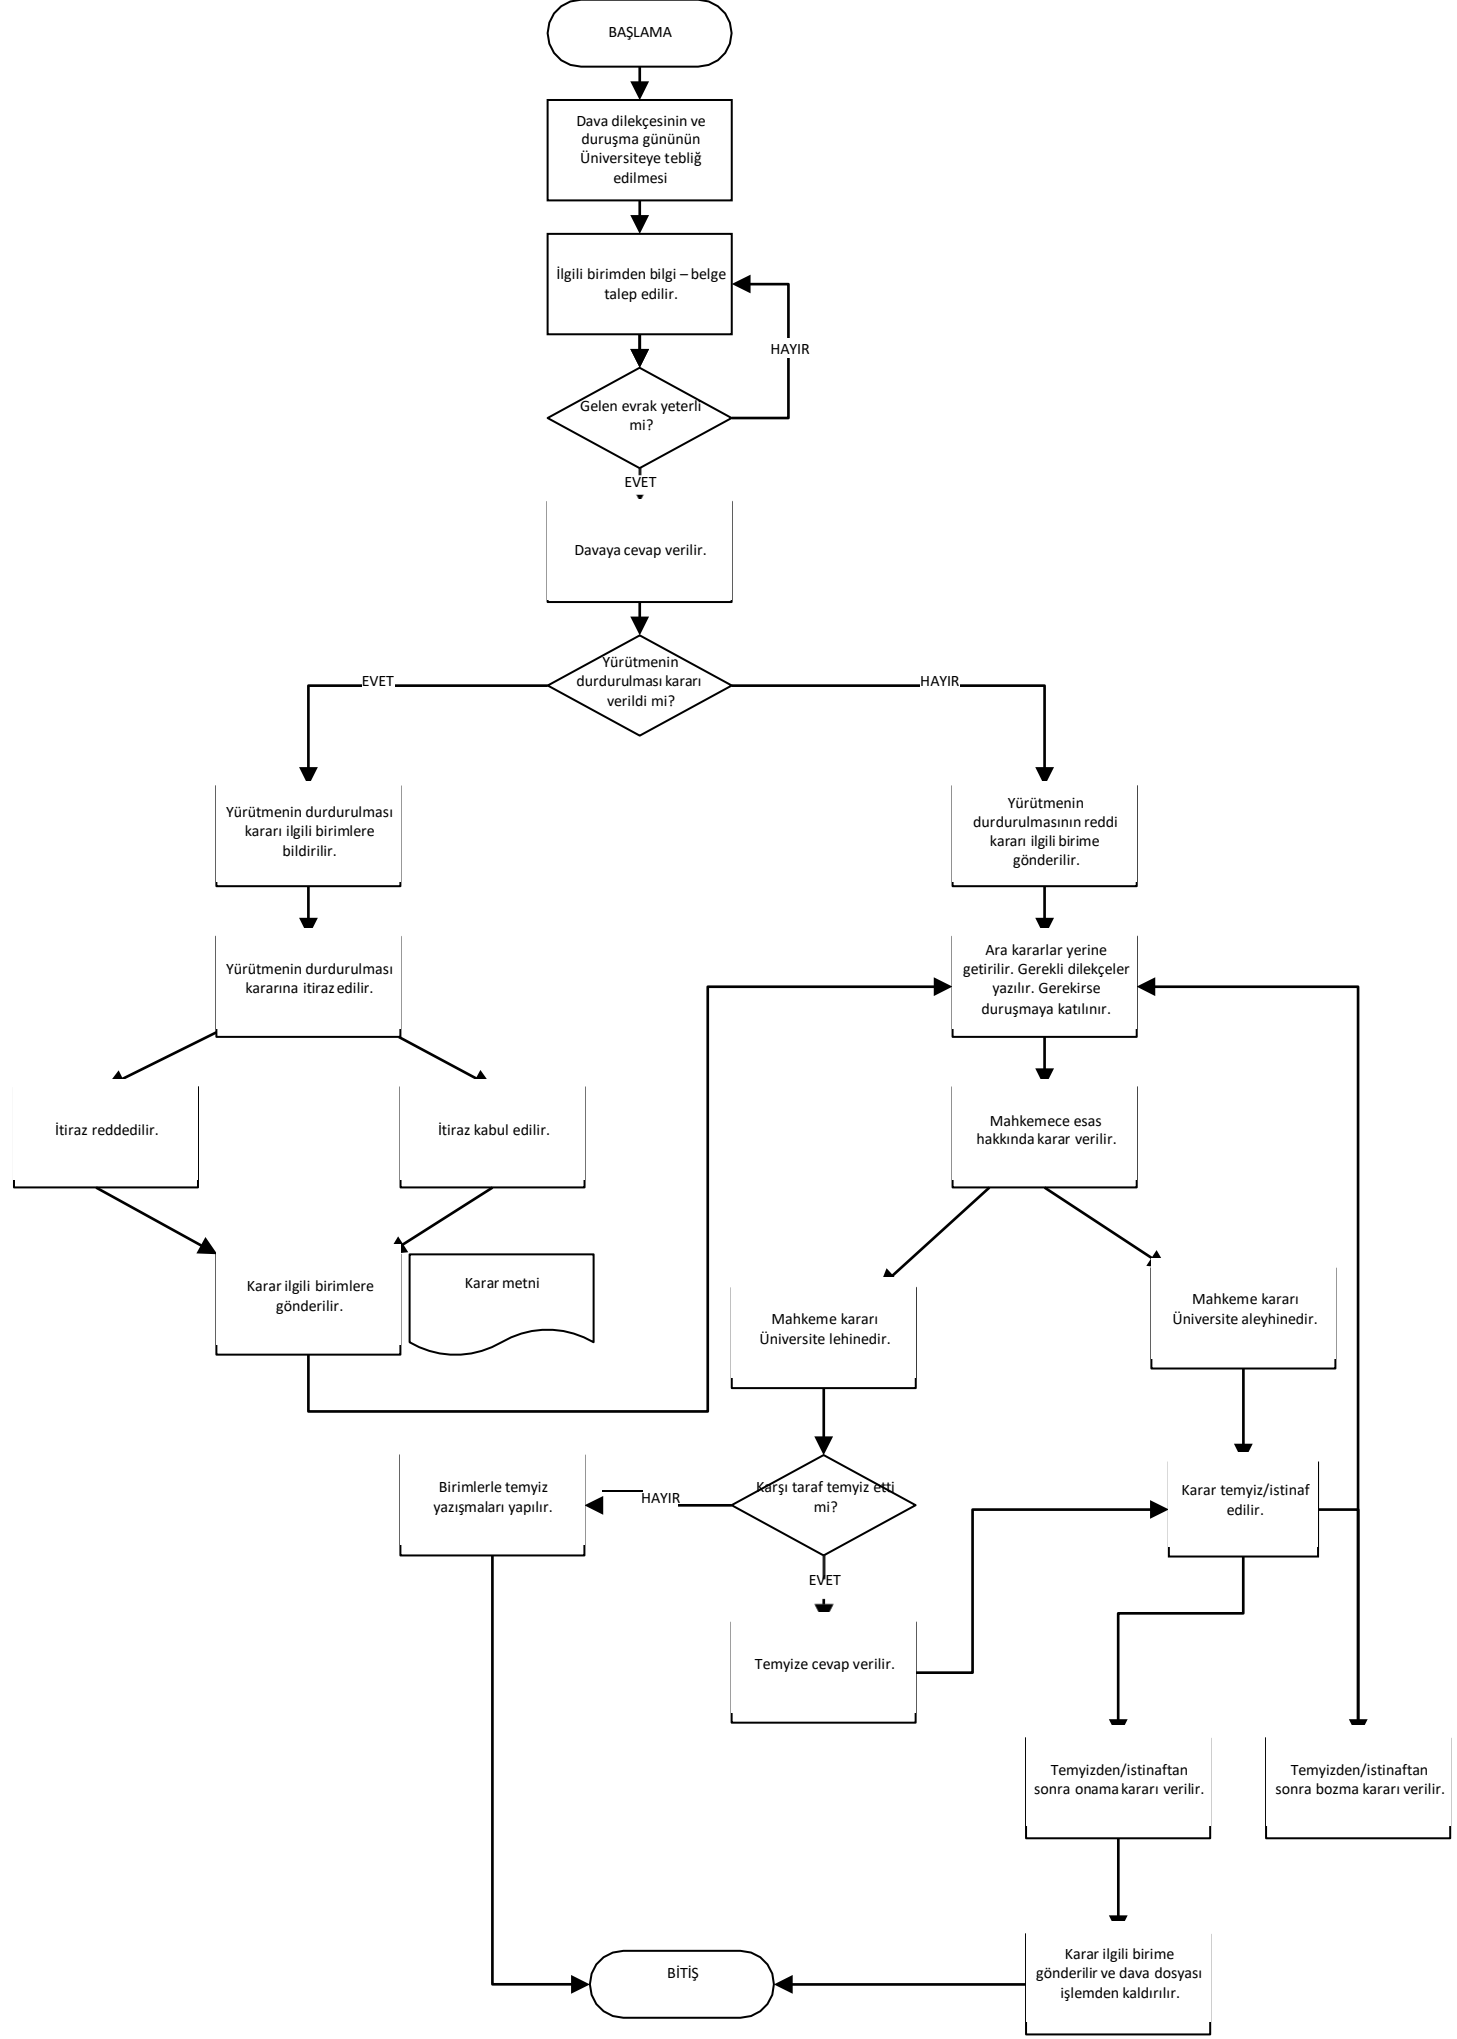 BAŞLAMA
Dava dilekçesinin ve
duruşma gününün
Üniversiteye tebliğ
edilmesi
İlgili birimden bilgi – belge
talep edilir.
HAYIR
Gelen evrak yeterli
mi?
EVET
Davaya cevap verilir.
Yürütmenin
durdurulması kararı
verildi mi?
EVET
HAYIR
Yürütmenin durdurulması
kararı ilgili birimlere
bildirilir.
Yürütmenin
durdurulmasının reddi
kararı ilgili birime
gönderilir.
Yürütmenin durdurulması
kararına itiraz edilir.
Ara kararlar yerine
getirilir. Gerekli dilekçeler
yazılır. Gerekirse
duruşmaya katılınır.
İtiraz reddedilir.
İtiraz kabul edilir.
Mahkemece esas
hakkında karar verilir.
Karar ilgili birimlere
gönderilir.
Karar metni
Mahkeme kararı
Üniversite lehinedir.
Mahkeme kararı
Üniversite aleyhinedir.
Birimlerle temyiz
yazışmaları yapılır.
HAYIR
Karşı taraf temyiz etti
mi?
Karar temyiz/istinaf
edilir.
EVET
Temyize cevap verilir.
Temyizden/istinaftan
sonra onama kararı verilir.
Temyizden/istinaftan
sonra bozma kararı verilir.
Karar ilgili birime
gönderilir ve dava dosyası
işlemden kaldırılır.
BİTİŞ